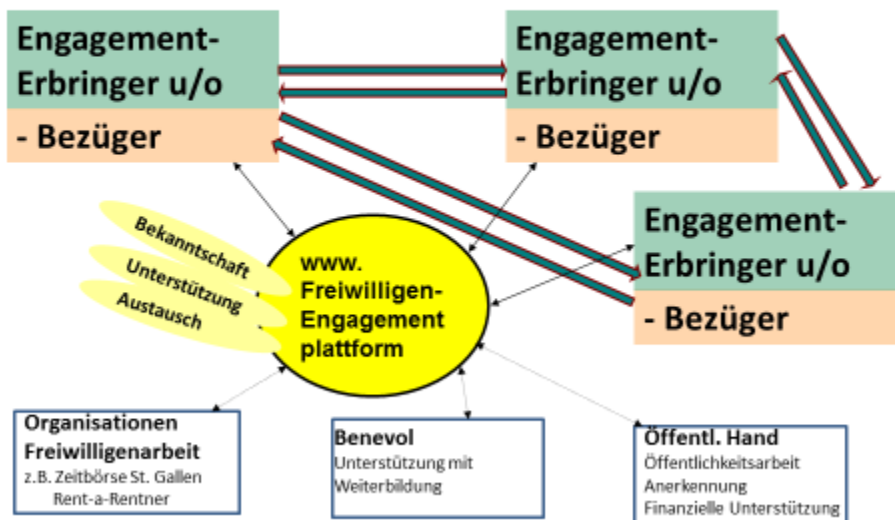 Engagement-
Erbringer u/o
- Bezüger
Engagement-
Erbringer u/o
- Bezüger
Engagement-
Erbringer u/o
- Bezüger
Bekanntschaft
Unterstützung
Austausch
www.
Freiwilligen-
Engagement
plattform
Organisationen
Freiwilligenarbeit
z.B. Zeitbörse St. Gallen
Rent-a-Rentner
Benevol
Unterstützung mit
Weiterbildung
Öffentl. Hand
Öffentlichkeitsarbeit
Anerkennung
Finanzielle Unterstützung